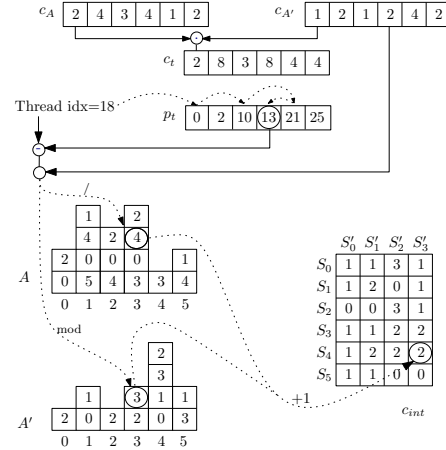 c_A 2 4 3 4 4 1 2 c_{A'} 1 2 1 2 4 2
.
c_t 2 8 3 8 4 4
Thread idx=18 p_t 0 2 10 13 21 25
-
/
1 2
4 2 4
2 0 0 0 1
A 0 5 4 3 3 4
0 1 2 3 4 5
S'_0 S'_1 S'_2 S'_3
S_0 1 1 3 1
S_1 1 2 0 1
S_2 0 0 3 1
S_3 1 1 2 2
S_4 1 2 2 2
S_5 1 1 0 0
mod
2
3
1 3 1 1
A' 2 0 2 2 0 3
0 1 2 3 4 5
+1
c_{int}